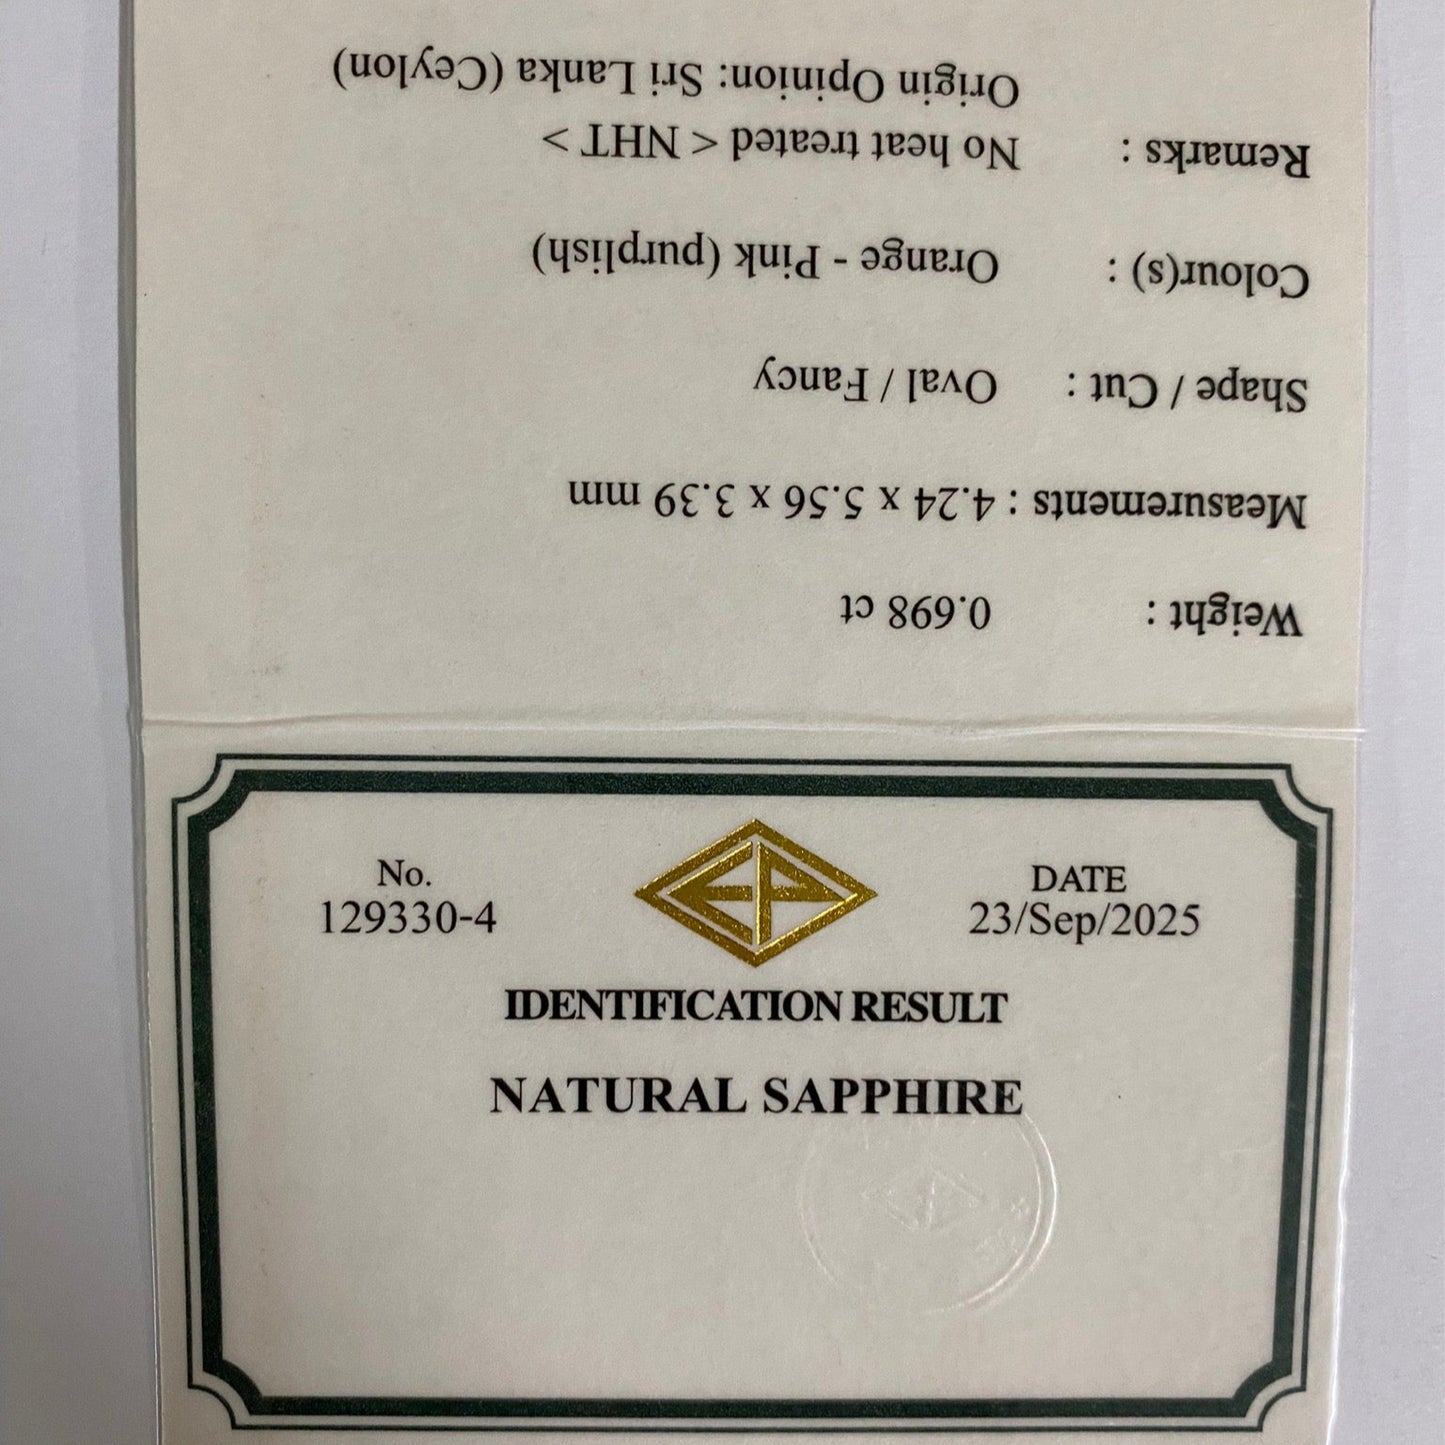 No.
129330-4
EP
DATE
23/Sep/2025
IDENTIFICATION RESULT
NATURAL SAPPHIRE
Weight : 0.698 ct
Measurements : 4.24 x 5.56 x 3.39 mm
Shape / Cut : Oval / Fancy
Colour(s) : Orange - Pink (purplish)
Remarks : No heat treated < NHT >
Origin Opinion: Sri Lanka (Ceylon)